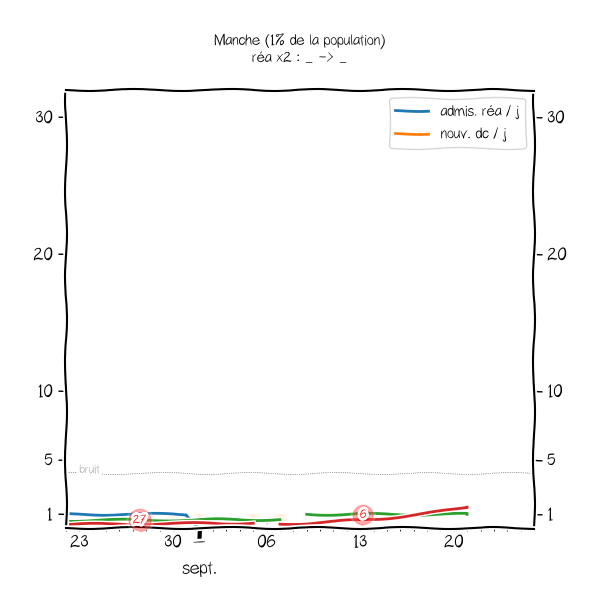 Manche (1% de la population)
réa x2 : _ -> _
admis. réa / j
nouv. dc / j
30
30
20
20
10
10
5
5
bruit
1
1
27
6
23
30
06
13
20
sept.